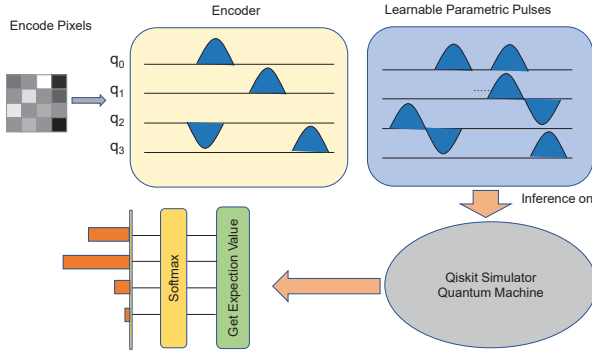 Encode Pixels
Encoder
Learnable Parametric Pulses
q0
q1
q2
q3
......
Inference on
Qiskit Simulator
Quantum Machine
Softmax
Get Expection Value